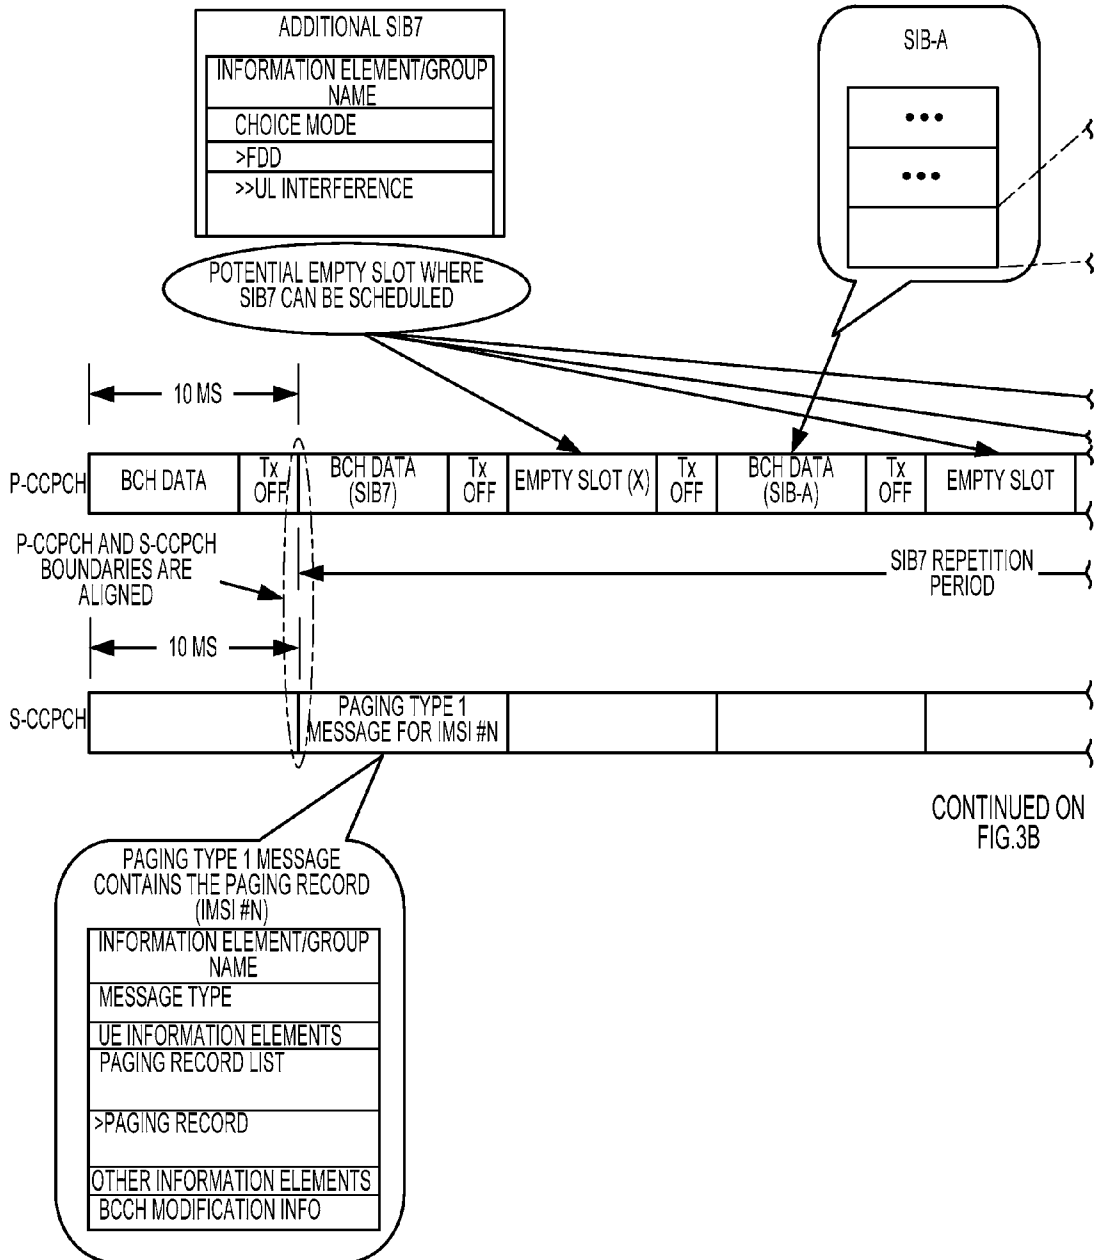 ADDITIONAL SIB7
INFORMATION ELEMENT/GROUP
NAME
CHOICE MODE
>FDD
>>UL INTERFERENCE
SIB-A
•••
•••
POTENTIAL EMPTY SLOT WHERE
SIB7 CAN BE SCHEDULED
10 MS
P-CCPCH
BCH DATA
Tx
OFF
BCH DATA
(SIB7)
Tx
OFF
EMPTY SLOT (X)
Tx
OFF
BCH DATA
(SIB-A)
Tx
OFF
EMPTY SLOT
P-CCPCH AND S-CCPCH
BOUNDARIES ARE
ALIGNED
SIB7 REPETITION
PERIOD
10 MS
S-CCPCH
PAGING TYPE 1
MESSAGE FOR IMSI #N
CONTINUED ON
FIG.3B
PAGING TYPE 1 MESSAGE
CONTAINS THE PAGING RECORD
(IMSI #N)
INFORMATION ELEMENT/GROUP
NAME
MESSAGE TYPE
UE INFORMATION ELEMENTS
PAGING RECORD LIST
>PAGING RECORD
OTHER INFORMATION ELEMENTS
BCCH MODIFICATION INFO